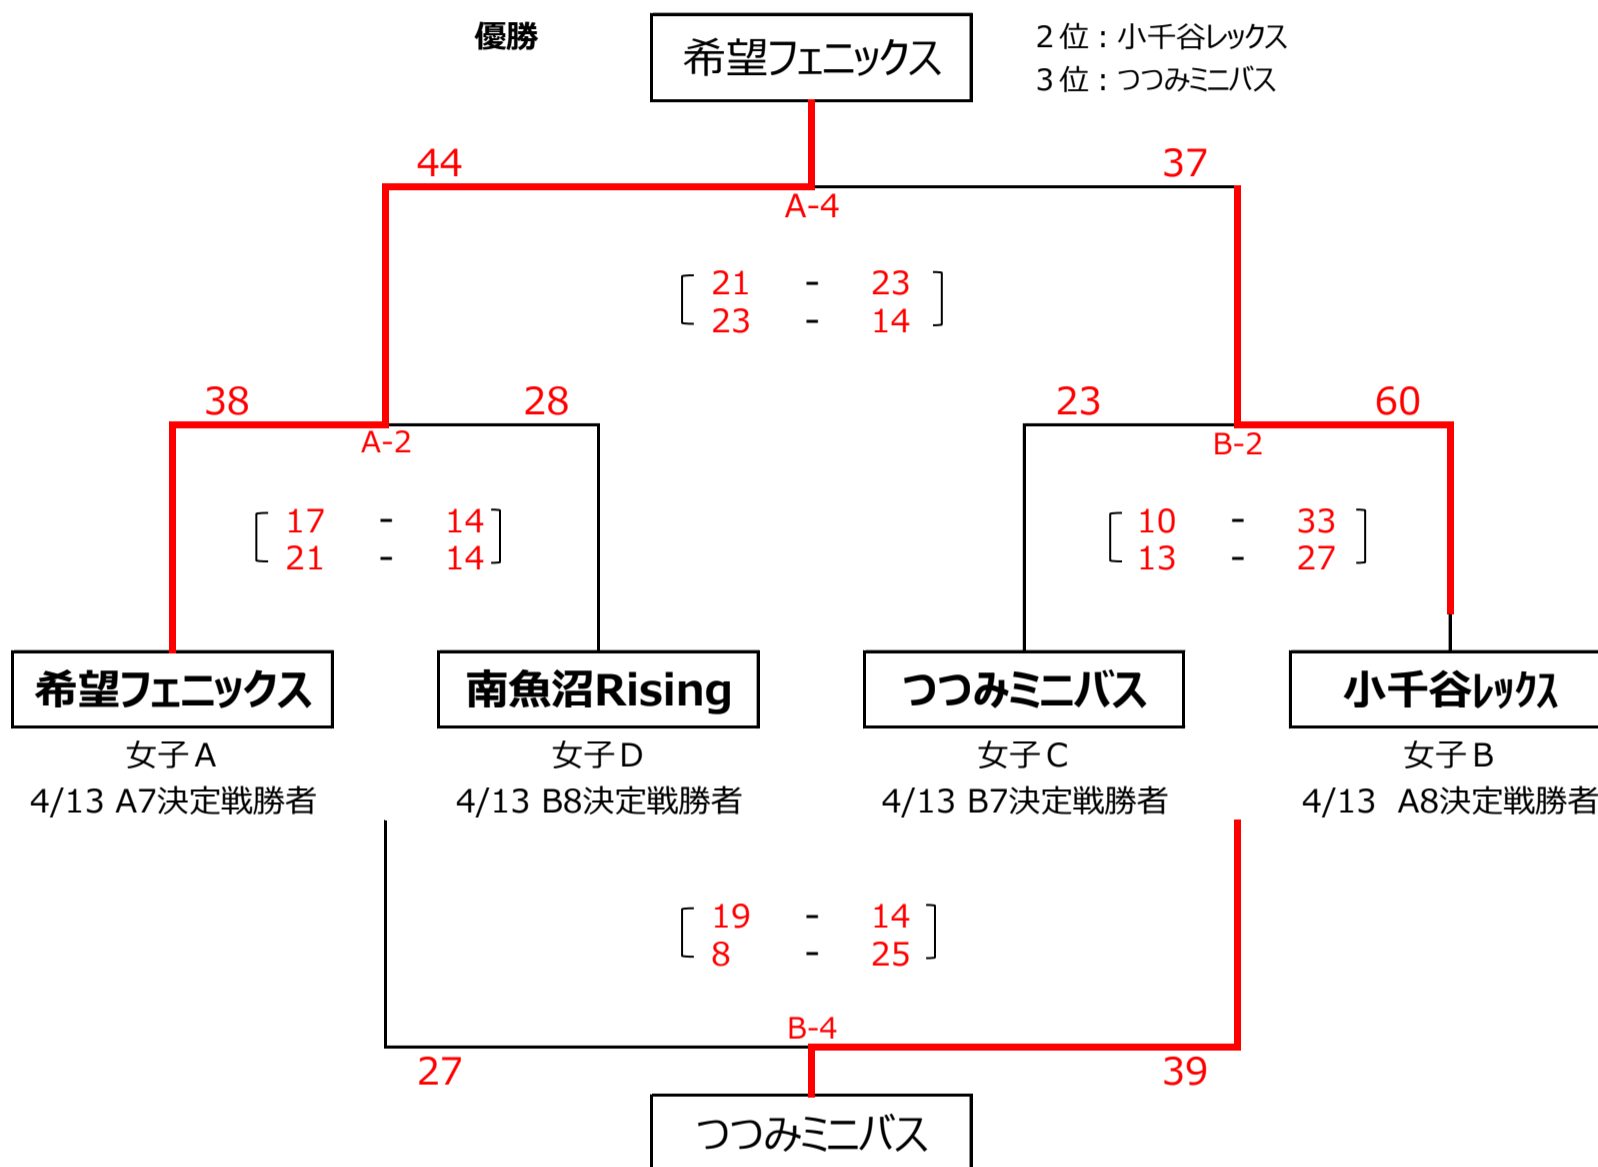 優勝
希望フェニックス
2位：小千谷レックス
3位：つつみミニバス
44
37
A-4
21 - 23
23 - 14
38
28
23
60
A-2
B-2
17 - 14
21 - 14
10 - 33
13 - 27
希望フェニックス
南魚沼Rising
つつみミニバス
小千谷レックス
女子A
女子D
女子C
女子B
4/13 A7決定戦勝者
4/13 B8決定戦勝者
4/13 B7決定戦勝者
4/13 A8決定戦勝者
19 - 14
8 - 25
B-4
27
39
つつみミニバス